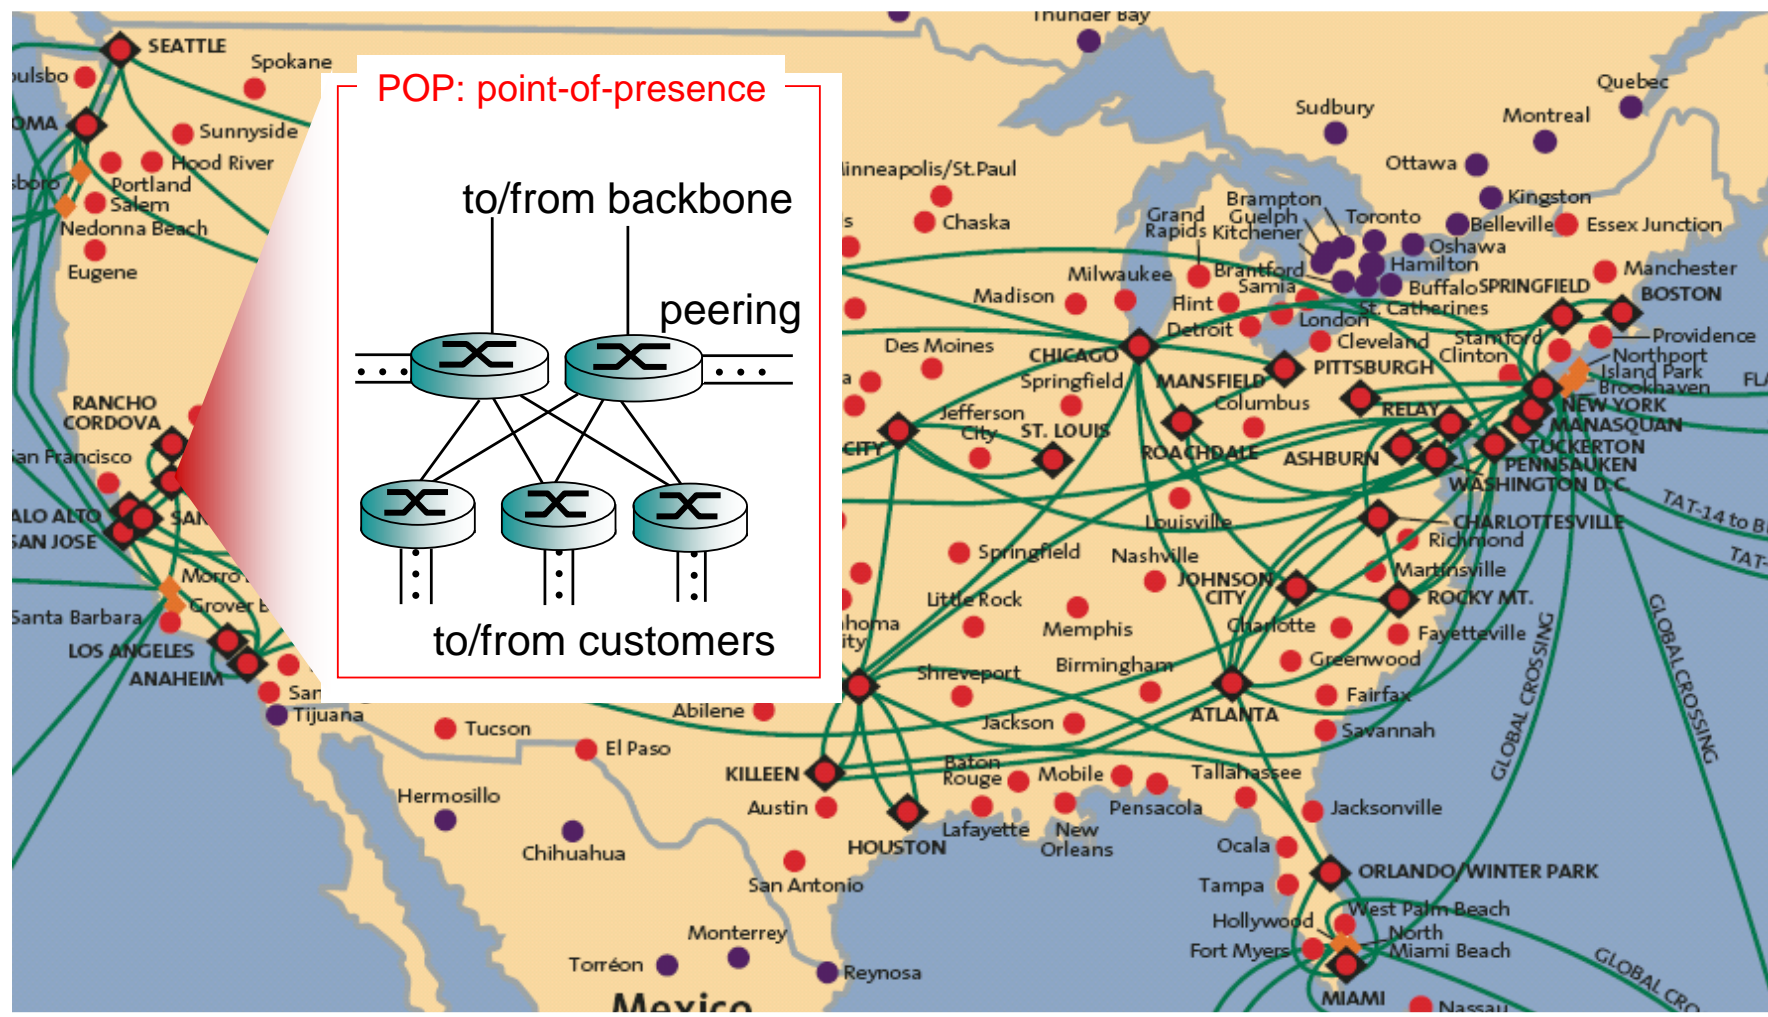 Thunder Bay
SEATTLE
Spokane
POP: point-of-presence
Quebec
Sudbury
Montreal
Sunnyside
Hood River
Portland
Salem
Nedonna Beach
Eugene
to/from backbone
peering
to/from customers
Ottawa
Kingston
Brampton
Guelph
Kitchener
Toronto
Belleville
Essex Junction
Oshawa
Hamilton
Brantford
Grand
Rapids
Chaska
Milwaukee
Samia
Buffalo
SPRINGFIELD
Manchester
BOSTON
Madison
Flint
St. Catherines
London
Detroit
Cleveland
Stamford
Clinton
Providence
Northport
Island Park
Brookhaven
Des Moines
CHICAGO
Springfield
MANSFIELD
PITTSBURGH
Columbus
RELAY
NEW YORK
MANASQUAN
TUCKERTON
PENNSAUKEN
WASHINGTON D.C.
RANCHO
CORDOVA
Jefferson
City
ST. LOUIS
CITY
ROACHDALE
ASHBURN
SAN JOSE
Louisville
CHARLOTTESVILLE
Richmond
TAT-14 to B
TAT-
Springfield
Nashville
JOHNSON
CITY
Martinsville
ROCKY MT.
Morro
Grover B
Santa Barbara
Little Rock
Memphis
Charlotte
Fayetteville
LOS ANGELES
ANAHEIM
San
Tijuana
Shreveport
Birmingham
Greenwood
Fairfax
Savannah
GLOBAL CROSSING
GLOBAL CROSSING
Abilene
Jackson
ATLANTA
Tucson
El Paso
KILLEEN
Baton
Rouge
Mobile
Tallahassee
Hermosillo
Austin
Pensacola
Jacksonville
Chihuahua
HOUSTON
Lafayette
New
Orleans
Ocala
San Antonio
Tampa
ORLANDO/WINTER PARK
Hollywood
West Palm Beach
Monterrey
Fort Myers
North
Miami Beach
Torréon
Reynosa
GLOBAL CRO
Mexico
MIAMI
Nassau